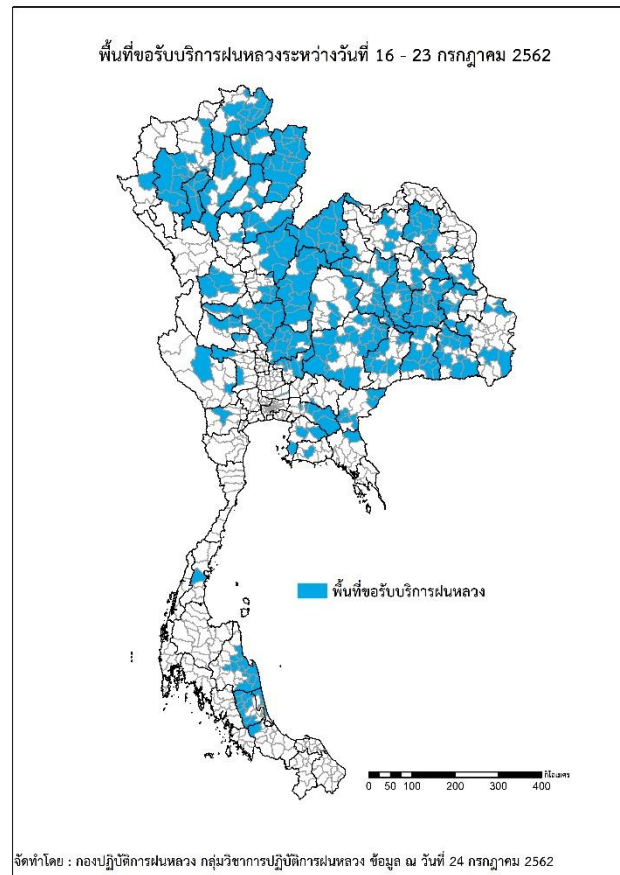 พื้นที่ขอรับบริการฝนหลวงระหว่างวันที่ 16 - 23 กรกฎาคม 2562
พื้นที่ขอรับบริการฝนหลวง
กิโลเมตร
0 50 100 200 300 400
จัดทำโดย : กองปฏิบัติการฝนหลวง กลุ่มวิชาการปฏิบัติการฝนหลวง ข้อมูล ณ วันที่ 24 กรกฎาคม 2562